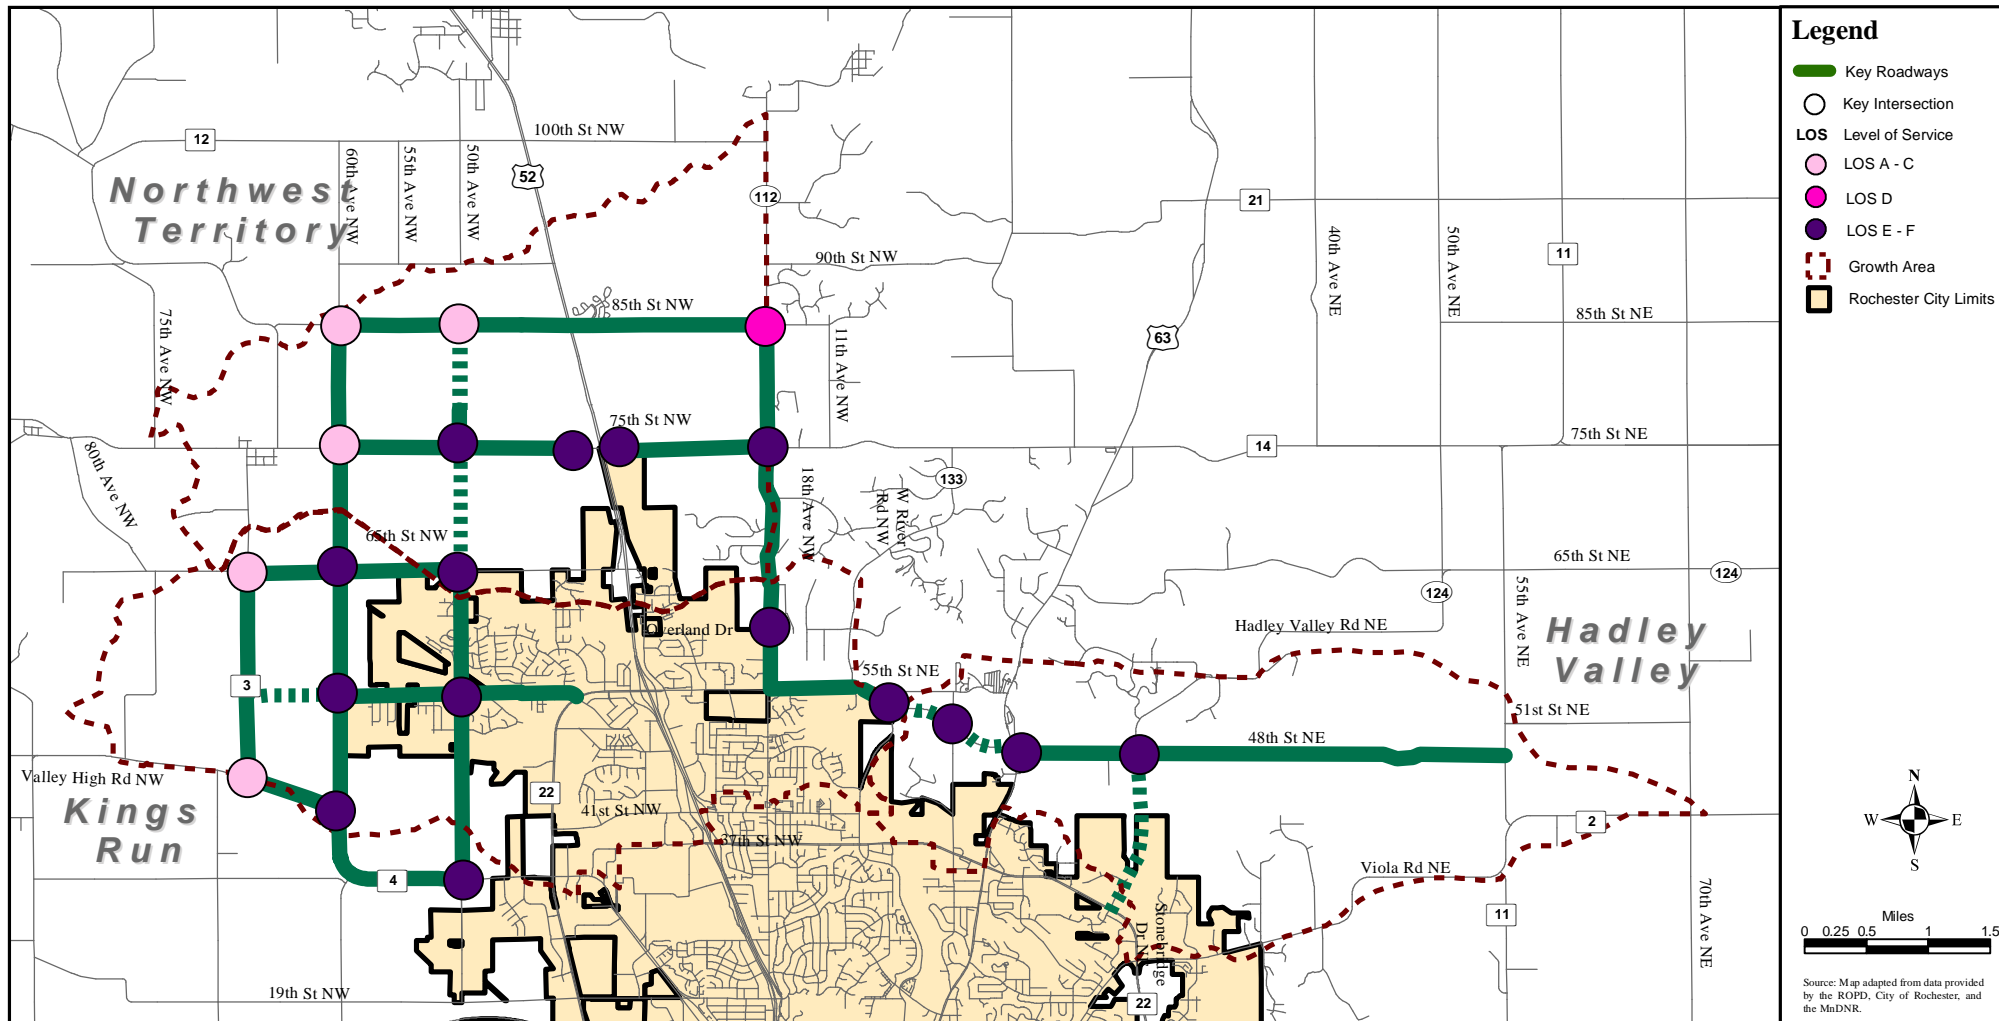 100th St NW
12
60th Ave NW
55th Ave NW
50th Ave NW
52
Northwest
Territory
112
21
40th Ave NE
50th Ave NE
11
90th St NW
85th St NW
75th Ave NW
11th Ave NW
63
85th St NE
75th St NW
75th St NE
14
80th Ave NW
133
18th Ave NW
W River
Rd NW
65th St NW
65th St NE
124
124
55th Ave NE
Overland Dr
Hadley Valley Rd NE
Hadley
Valley
55th St NE
3
51st St NE
48th St NE
Valley High Rd NW
Kings
Run
22
41st St NW
37th St NW
2
4
Viola Rd NE
70th Ave NE
11
Stonebridge
Dr NE
19th St NW
22
Legend
Key Roadways
Key Intersection
LOS Level of Service
LOS A - C
LOS D
LOS E - F
Growth Area
Rochester City Limits
N
W E
S
Miles
0 0.25 0.5 1 1.5
Source: Map adapted from data provided
by the ROPD, City of Rochester, and
the MnDNR.